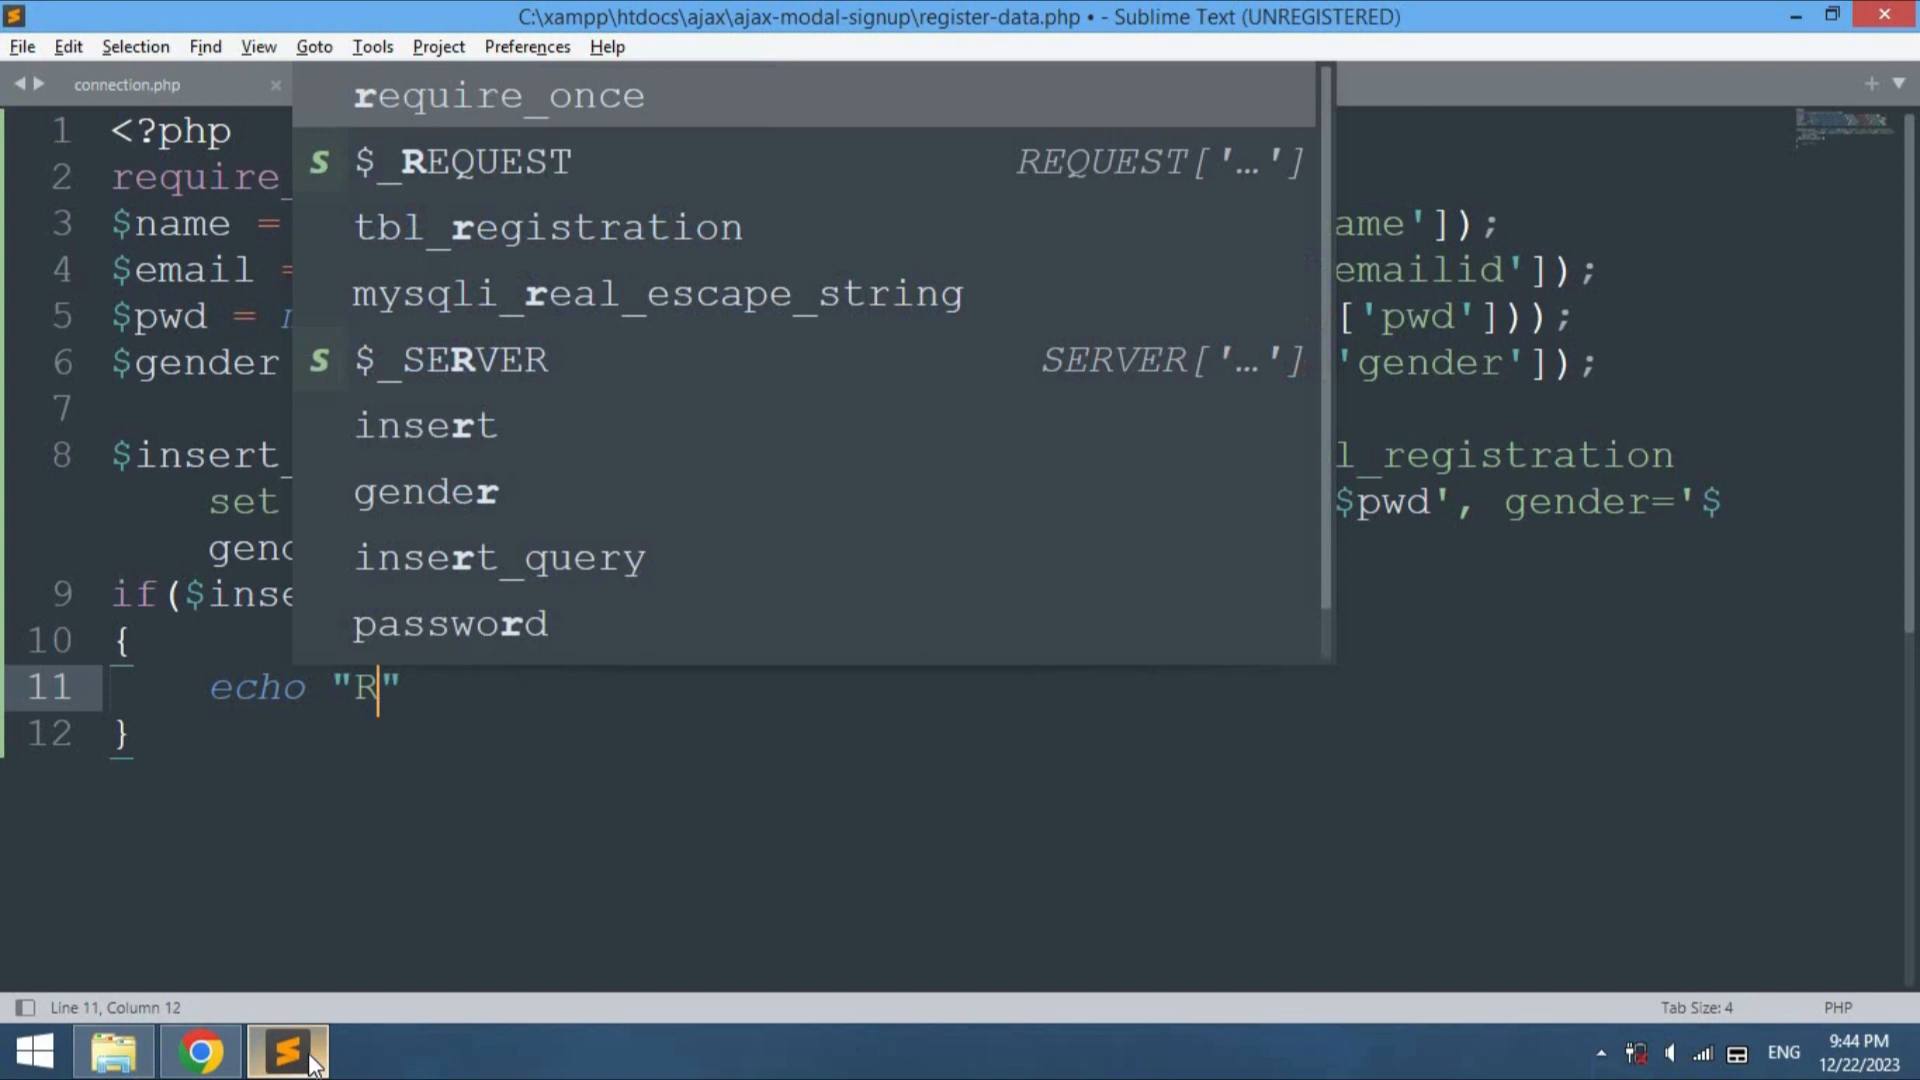 C:\xampp\htdocs\ajax\ajax-modal-signup\register-data.php • - Sublime Text (UNREGISTERED)
File Edit Selection Find View Goto Tools Project Preferences Help
connection.php
1 <?php
2 require_
3 $name = ame']);
4 $email = emailid']);
5 $pwd = ['pwd']));
6 $gender 'gender']);
7
8 $insert_ l_registration
set $pwd', gender='$
genc
9 if($inse
10 {
11 echo "R"
12 }
require_once
S $_REQUEST REQUEST['…']
tbl_registration
mysqli_real_escape_string
S $_SERVER SERVER['…']
insert
gender
insert_query
password
Line 11, Column 12 Tab Size: 4 PHP
ENG 9:44 PM
12/22/2023